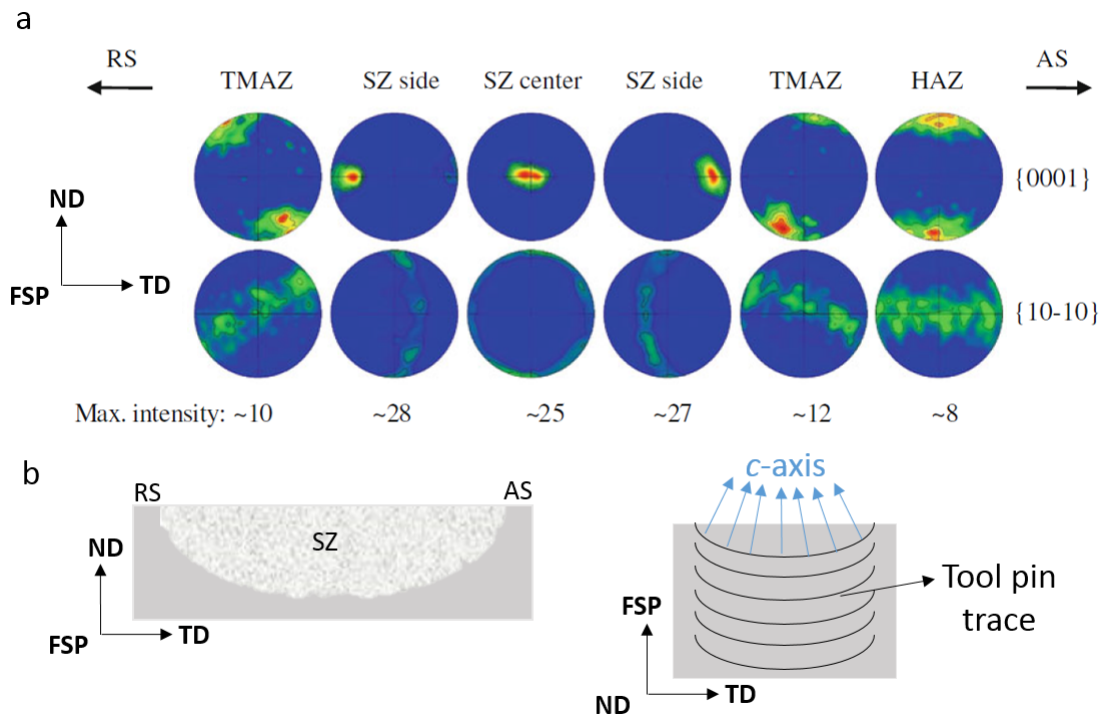 a
RS
AS
TMAZ SZ side SZ center SZ side TMAZ HAZ
{0001}
ND
FSP TD
{10-10}
Max. intensity: ~10 ~28 ~25 ~27 ~12 ~8
b
RS AS
SZ
ND
FSP TD
c-axis
Tool pin
trace
FSP
ND TD